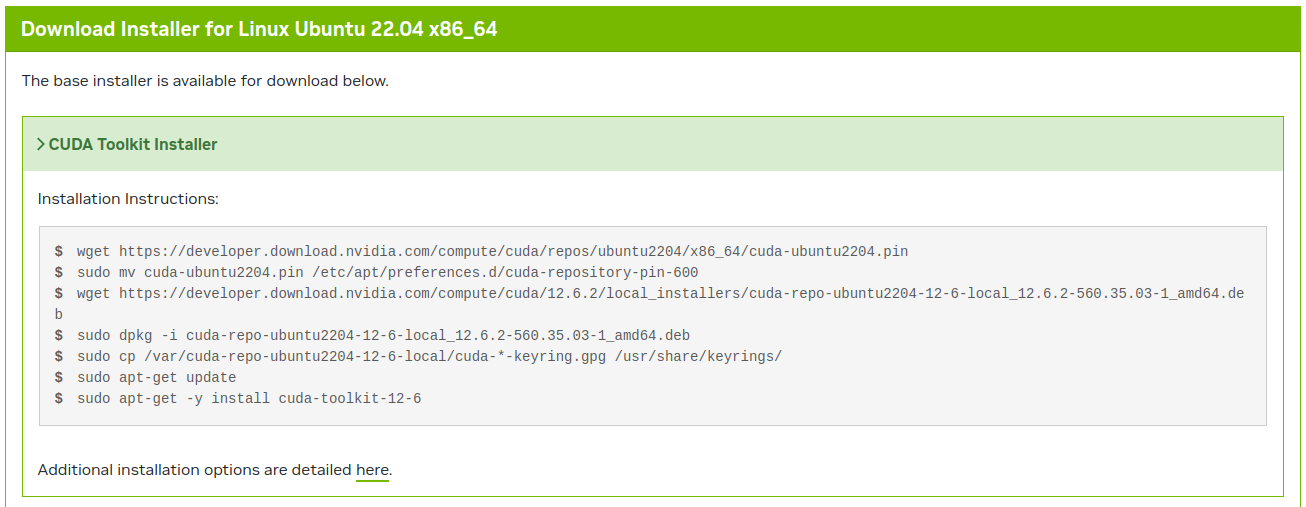 Download Installer for Linux Ubuntu 22.04 x86_64
The base installer is available for download below.
CUDA Toolkit Installer
Installation Instructions:
$ wget https://developer.download.nvidia.com/compute/cuda/repos/ubuntu2204/x86_64/cuda-ubuntu2204.pin
$ sudo mv cuda-ubuntu2204.pin /etc/apt/preferences.d/cuda-repository-pin-600
$ wget https://developer.download.nvidia.com/compute/cuda/12.6.2/local_installers/cuda-repo-ubuntu2204-12-6-local_12.6.2-560.35.03-1_amd64.de
b
$ sudo dpkg -i cuda-repo-ubuntu2204-12-6-local_12.6.2-560.35.03-1_amd64.deb
$ sudo cp /var/cuda-repo-ubuntu2204-12-6-local/cuda-*-keyring.gpg /usr/share/keyrings/
$ sudo apt-get update
$ sudo apt-get -y install cuda-toolkit-12-6
Additional installation options are detailed here.